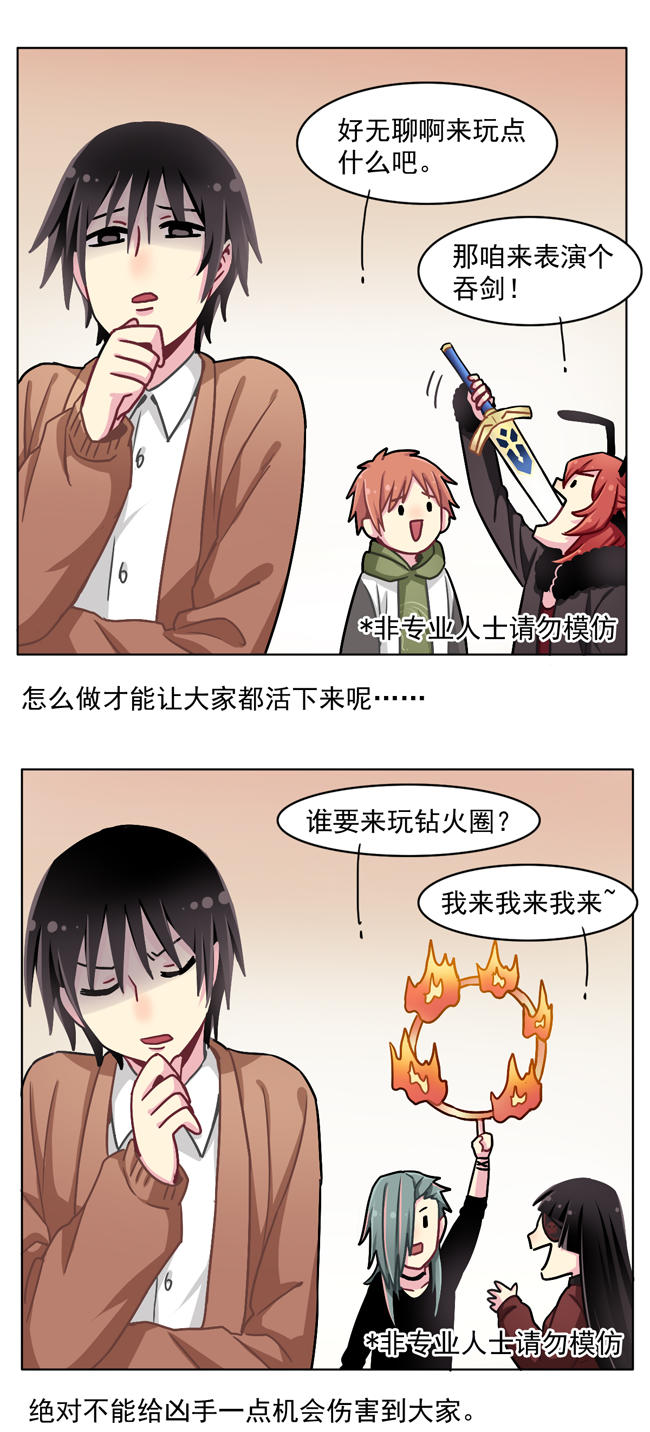 好无聊啊来玩点
什么吧。
那咱来表演个
吞剑！
*非专业人士请勿模仿
怎么做才能让大家都活下来呢……
谁要来玩钻火圈？
我来我来我来~
*非专业人士请勿模仿
绝对不能给凶手一点机会伤害到大家。